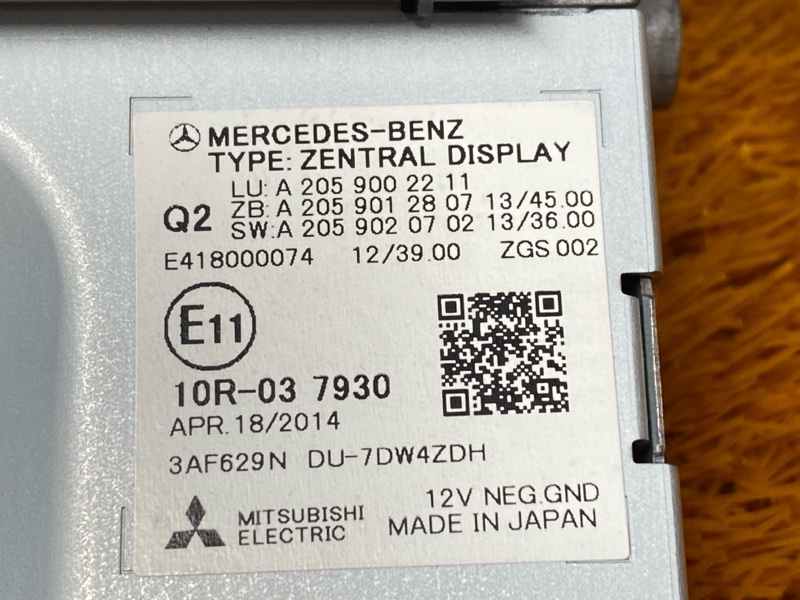 MERCEDES-BENZ
TYPE: ZENTRAL DISPLAY
LU: A 205 900 22 11
Q2 ZB: A 205 901 28 07 13/45.00
SW:A 205 902 07 02 13/36.00
E418000074 12/39.00 ZGS 002
E11
10R-03 7930
APR.18/2014
3AF629N DU-7DW4ZDH
MITSUBISHI ELECTRIC
12V NEG.GND
MADE IN JAPAN